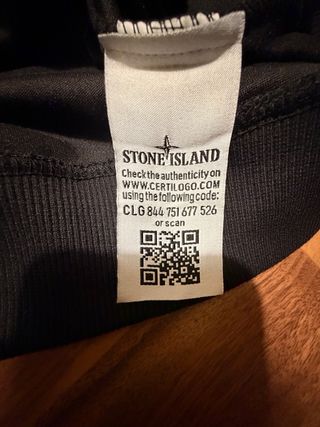 STONE ISLAND
Check the authenticity on
WWW.CERTILOGO.COM
using the following code:
CLG 844 751 677 526
or scan